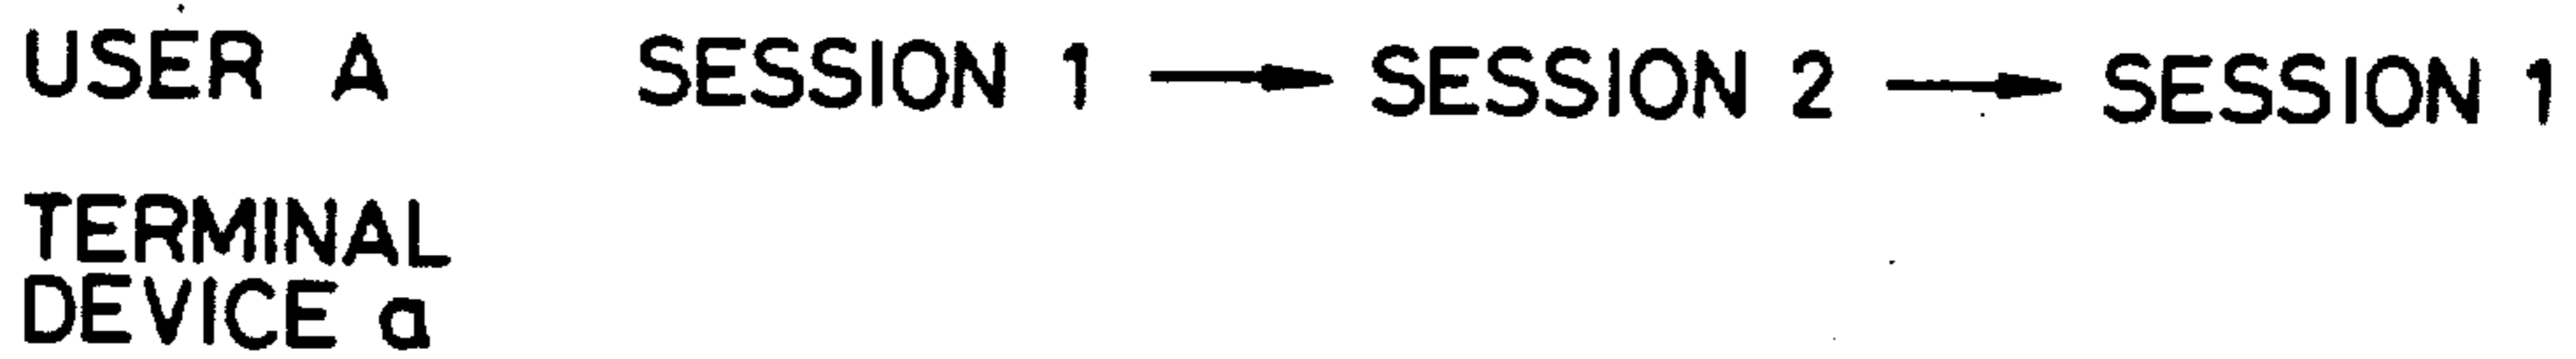 USER A SESSION 1 → SESSION 2 → SESSION 1
TERMINAL
DEVICE a